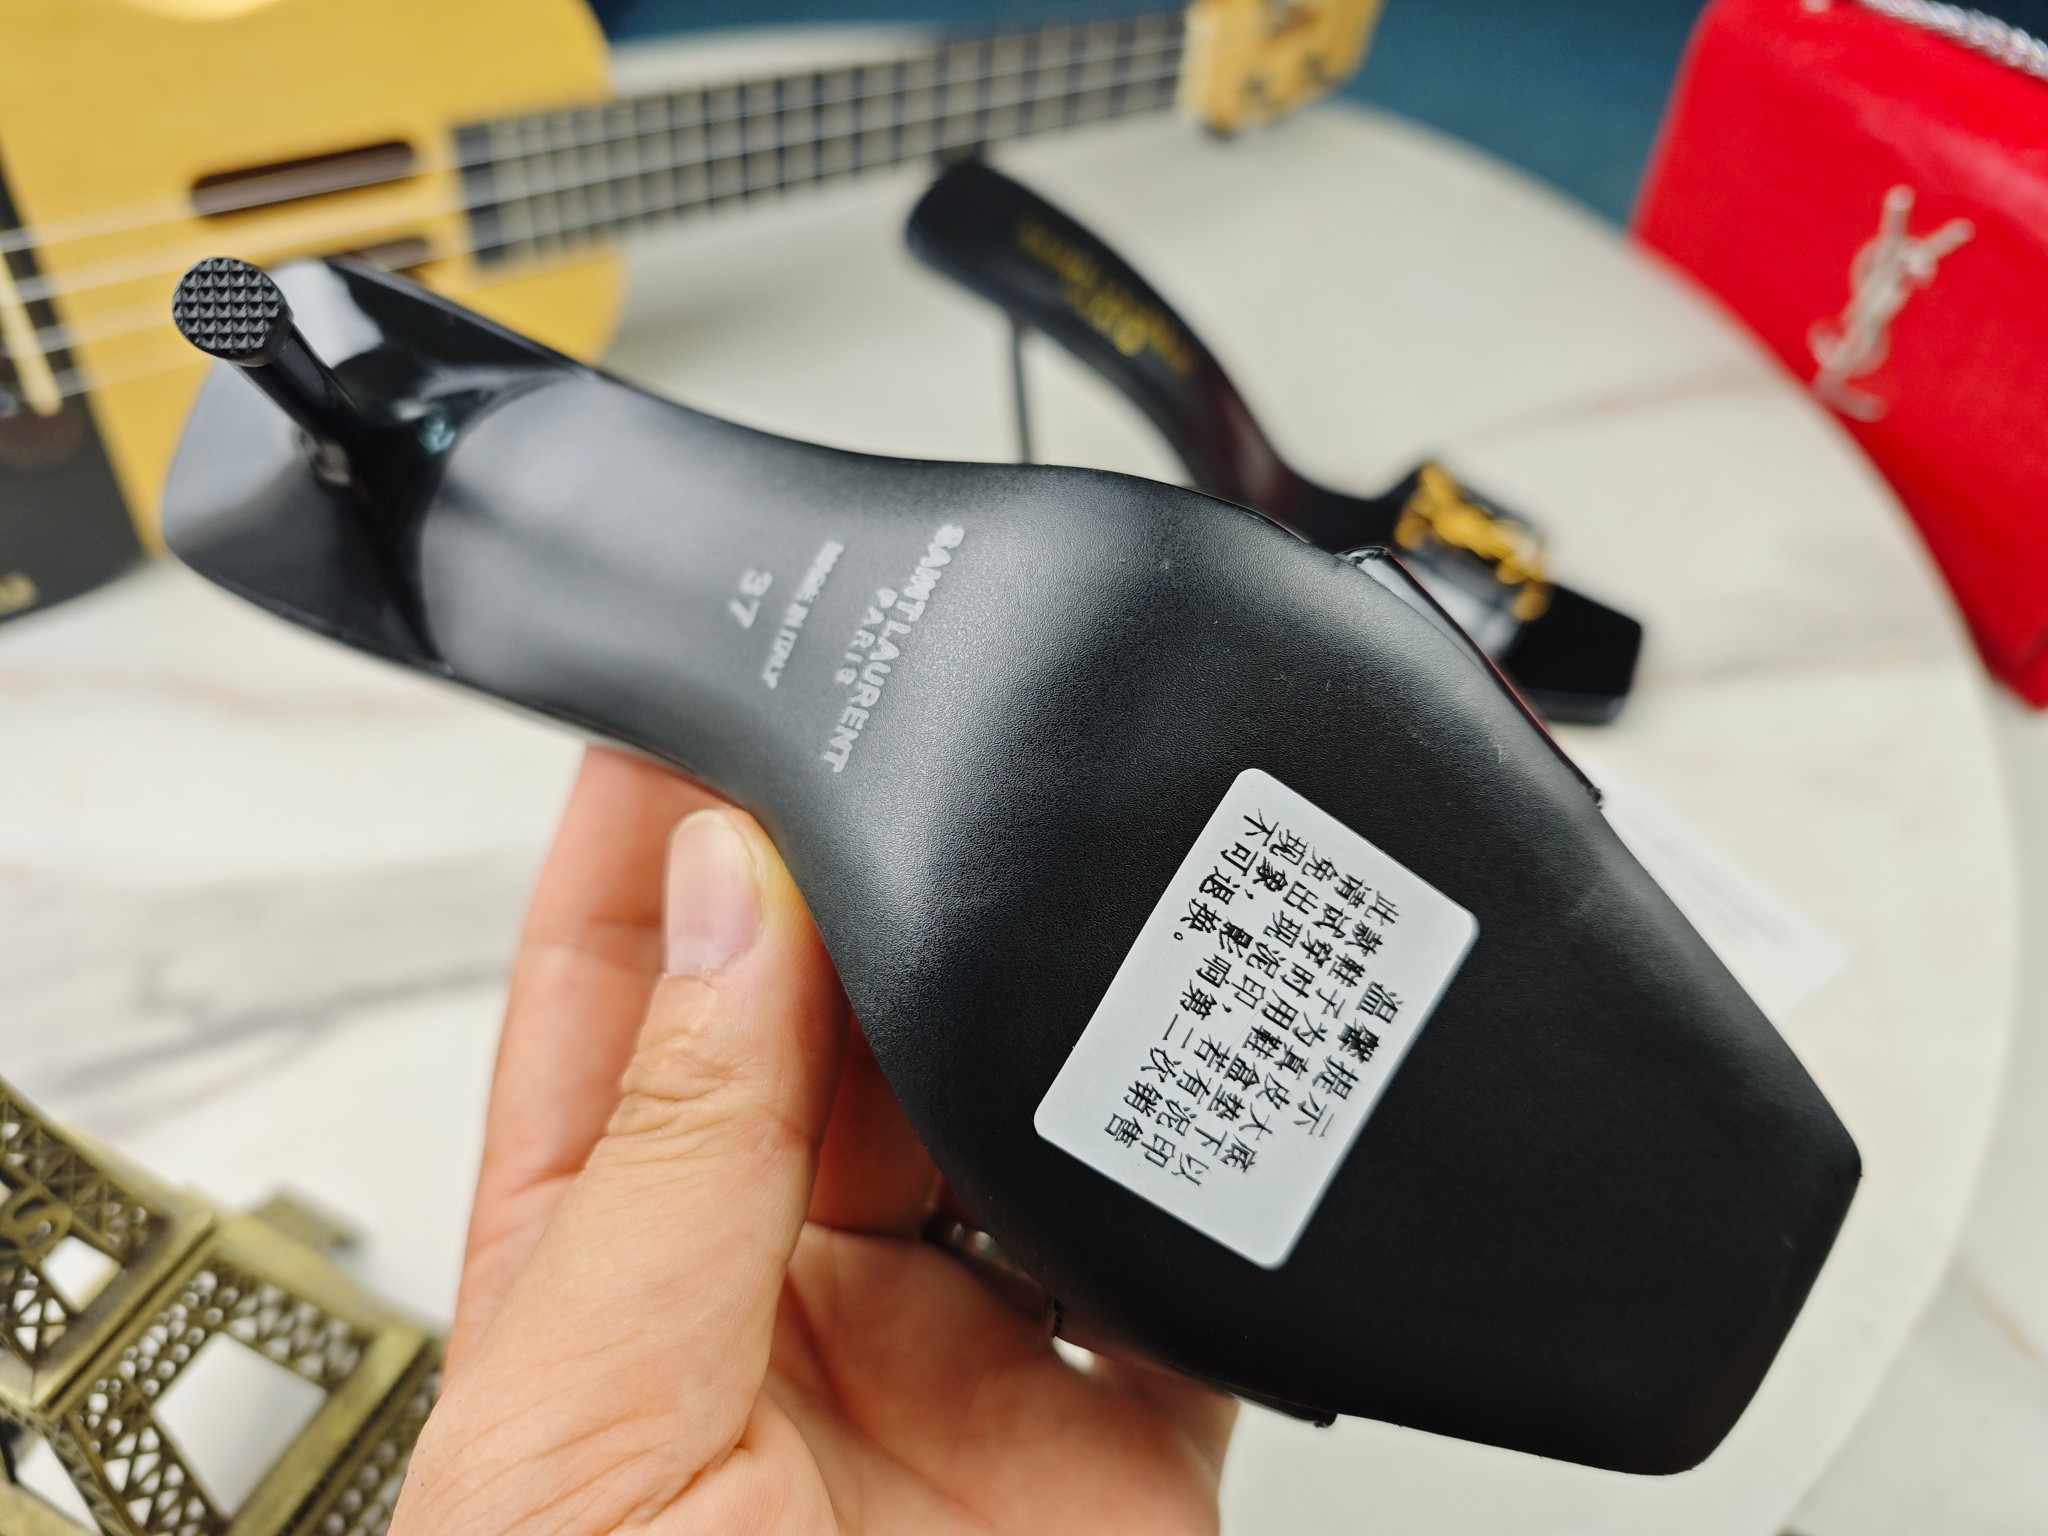 SAINT LAURENT
PARIS
MADE IN ITALY
37
温馨提示
此款鞋子为真皮大底
请试穿时用鞋盒垫下以
免出现泥印；若有泥印
现象，影响第二次销售
不可退换。